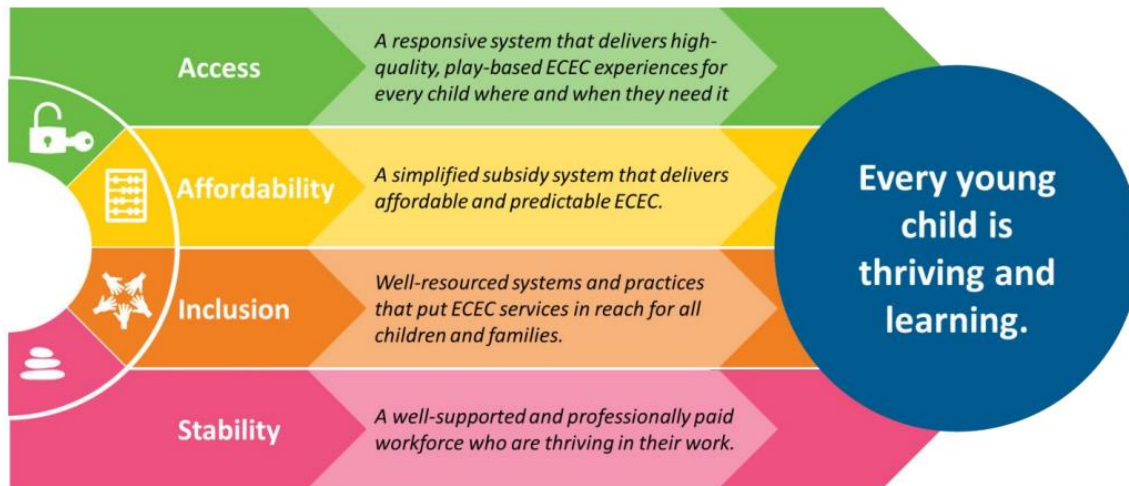 Access
A responsive system that delivers high-
quality, play-based ECEC experiences for
every child where and when they need it
Affordability
A simplified subsidy system that delivers
affordable and predictable ECEC.
Inclusion
Well-resourced systems and practices
that put ECEC services in reach for all
children and families.
Stability
A well-supported and professionally paid
workforce who are thriving in their work.
Every young
child is
thriving and
learning.